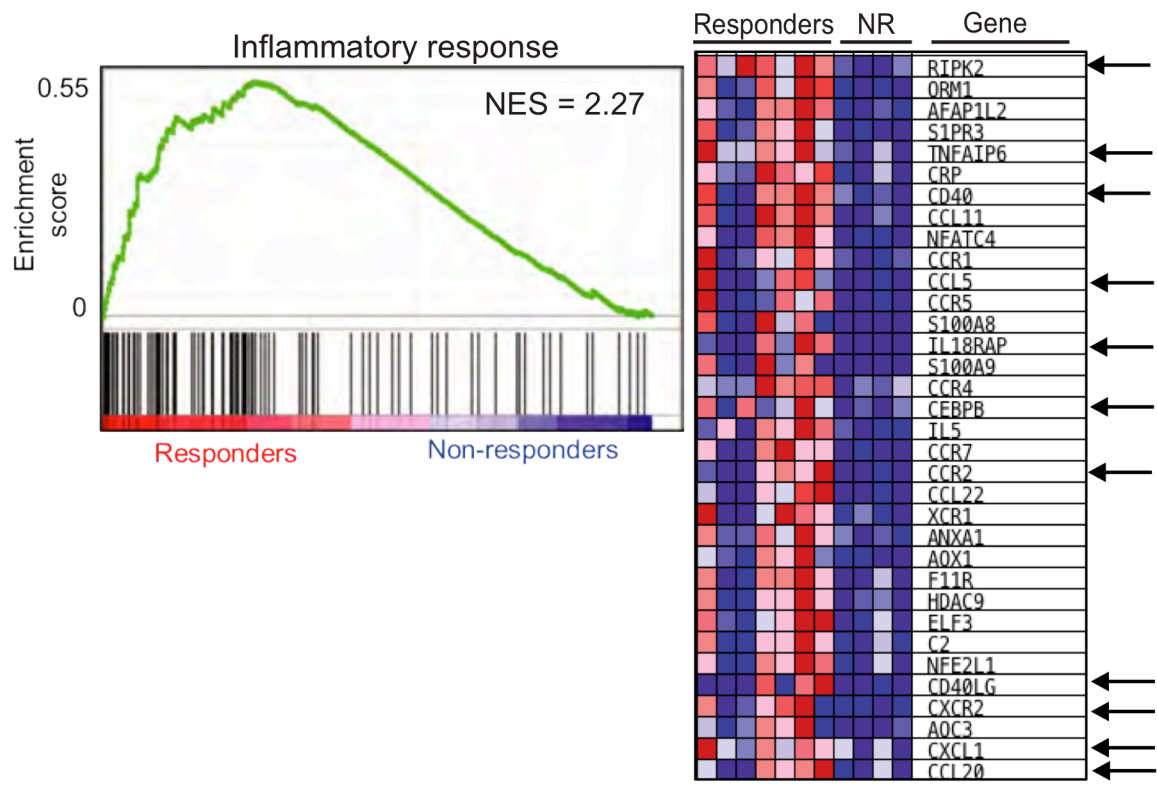 Inflammatory response
0.55
NES = 2.27
Enrichment
score
0
Responders
Non-responders
Responders NR Gene
RIPK2
ORM1
AFAP1L2
S1PR3
TNFAIP6
CRP
CD40
CCL11
NFATC4
CCR1
CCL5
CCR5
S100A8
IL18RAP
S100A9
CCR4
CEBPB
IL5
CCR7
CCR2
CCL22
XCR1
ANXA1
AOX1
F11R
HDAC9
ELF3
C2
NFE2L1
CD40LG
CXCR2
AOC3
CXCL1
CCL20